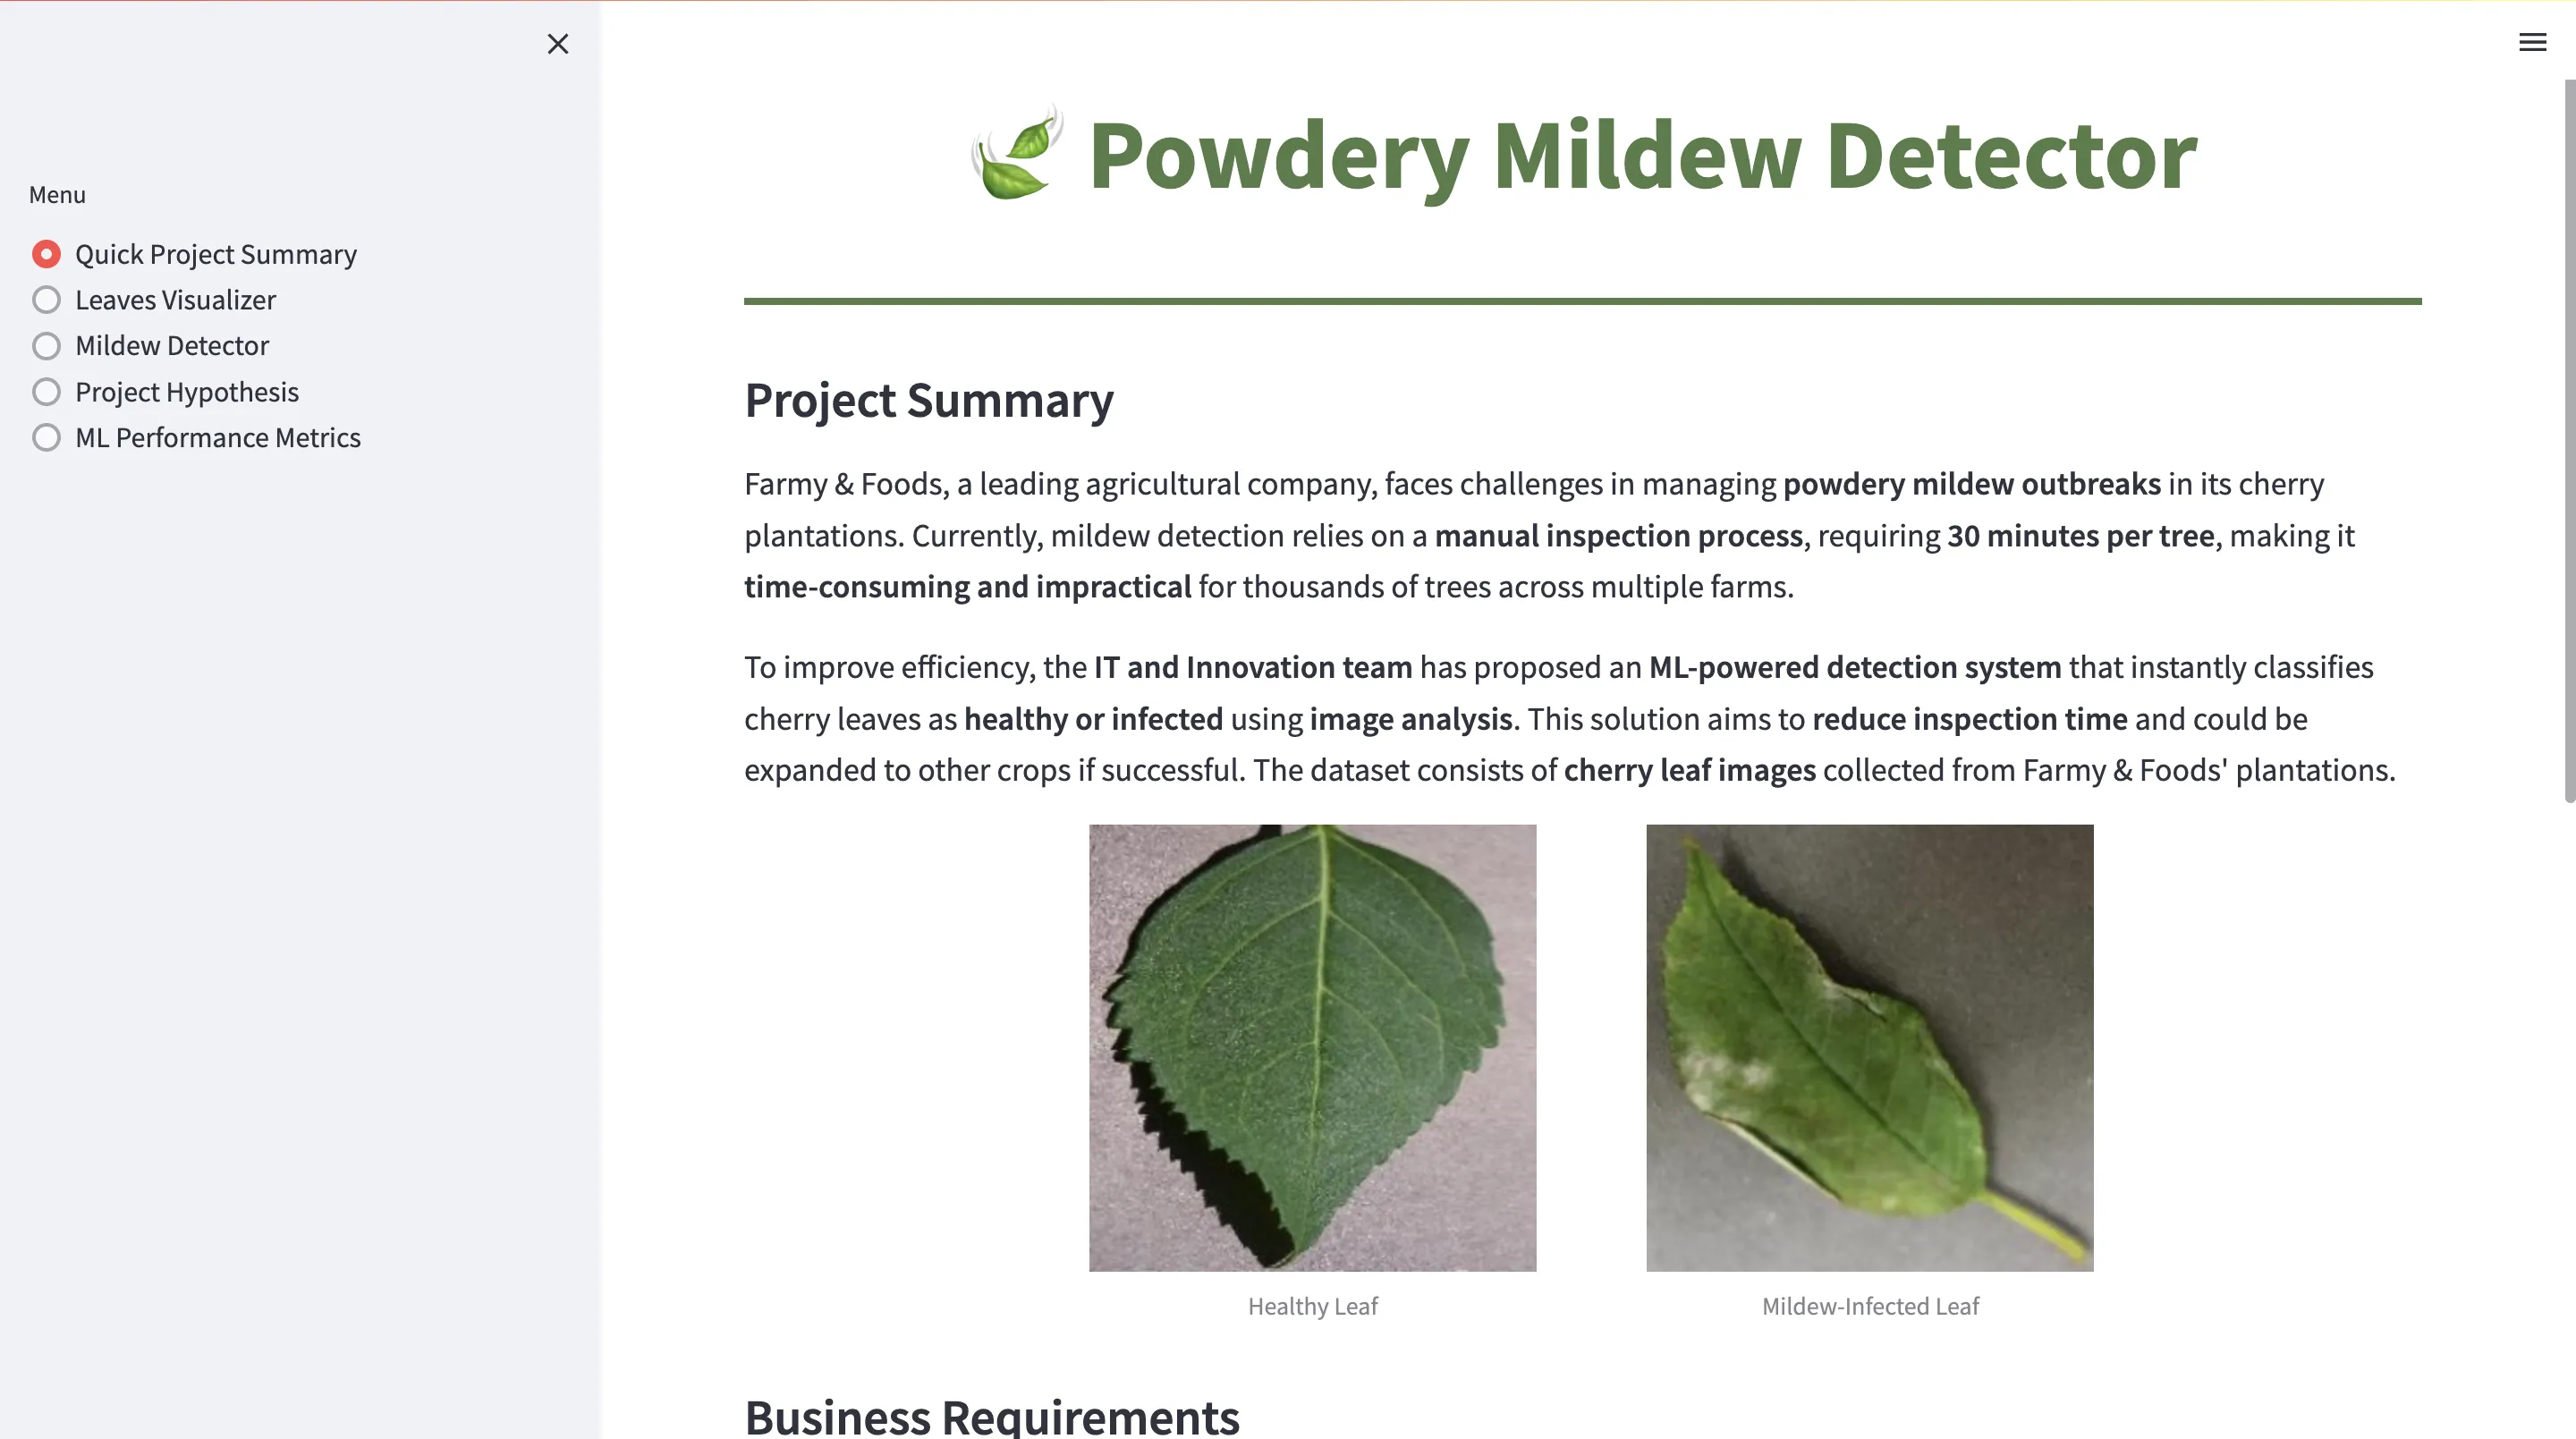 Menu
Quick Project Summary
Leaves Visualizer
Mildew Detector
Project Hypothesis
ML Performance Metrics
Powdery Mildew Detector
Project Summary
Farmy & Foods, a leading agricultural company, faces challenges in managing powdery mildew outbreaks in its cherry
plantations. Currently, mildew detection relies on a manual inspection process, requiring 30 minutes per tree, making it
time-consuming and impractical for thousands of trees across multiple farms.
To improve efficiency, the IT and Innovation team has proposed an ML-powered detection system that instantly classifies
cherry leaves as healthy or infected using image analysis. This solution aims to reduce inspection time and could be
expanded to other crops if successful. The dataset consists of cherry leaf images collected from Farmy & Foods' plantations.
Healthy Leaf
Mildew-Infected Leaf
Business Requirements